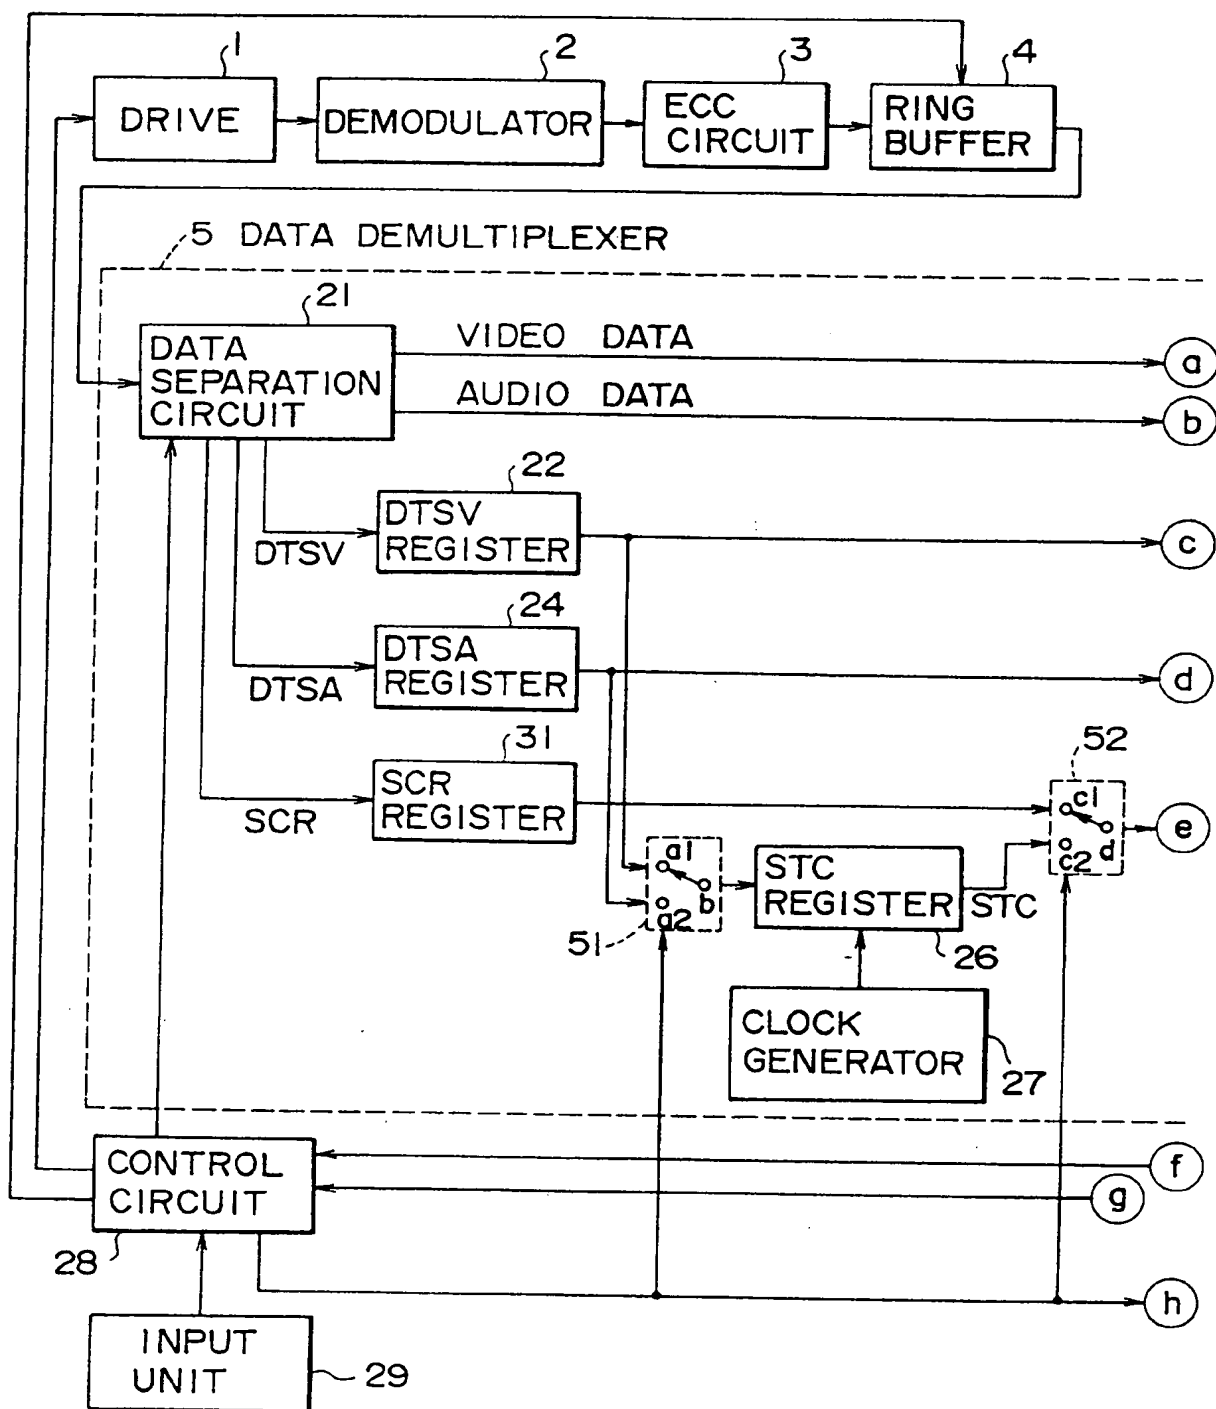 1
2
3
4
DRIVE
DEMODULATOR
ECC
CIRCUIT
RING
BUFFER
5 DATA DEMULTIPLEXER
21
DATA
SEPARATION
CIRCUIT
VIDEO DATA
a
AUDIO DATA
b
22
DTSV
REGISTER
DTSV
c
24
DTSA
REGISTER
DTSA
d
31
SCR
REGISTER
SCR
52
c1
d
c2
e
a1
b
a2
51
STC
REGISTER
STC
26
CLOCK
GENERATOR
27
CONTROL
CIRCUIT
28
f
g
h
INPUT
UNIT
29